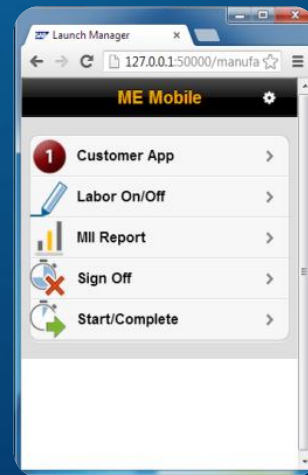 SAP Launch Manager
127.0.0.1:50000/manufa
ME Mobile
1 Customer App
Labor On/Off
MII Report
Sign Off
Start/Complete